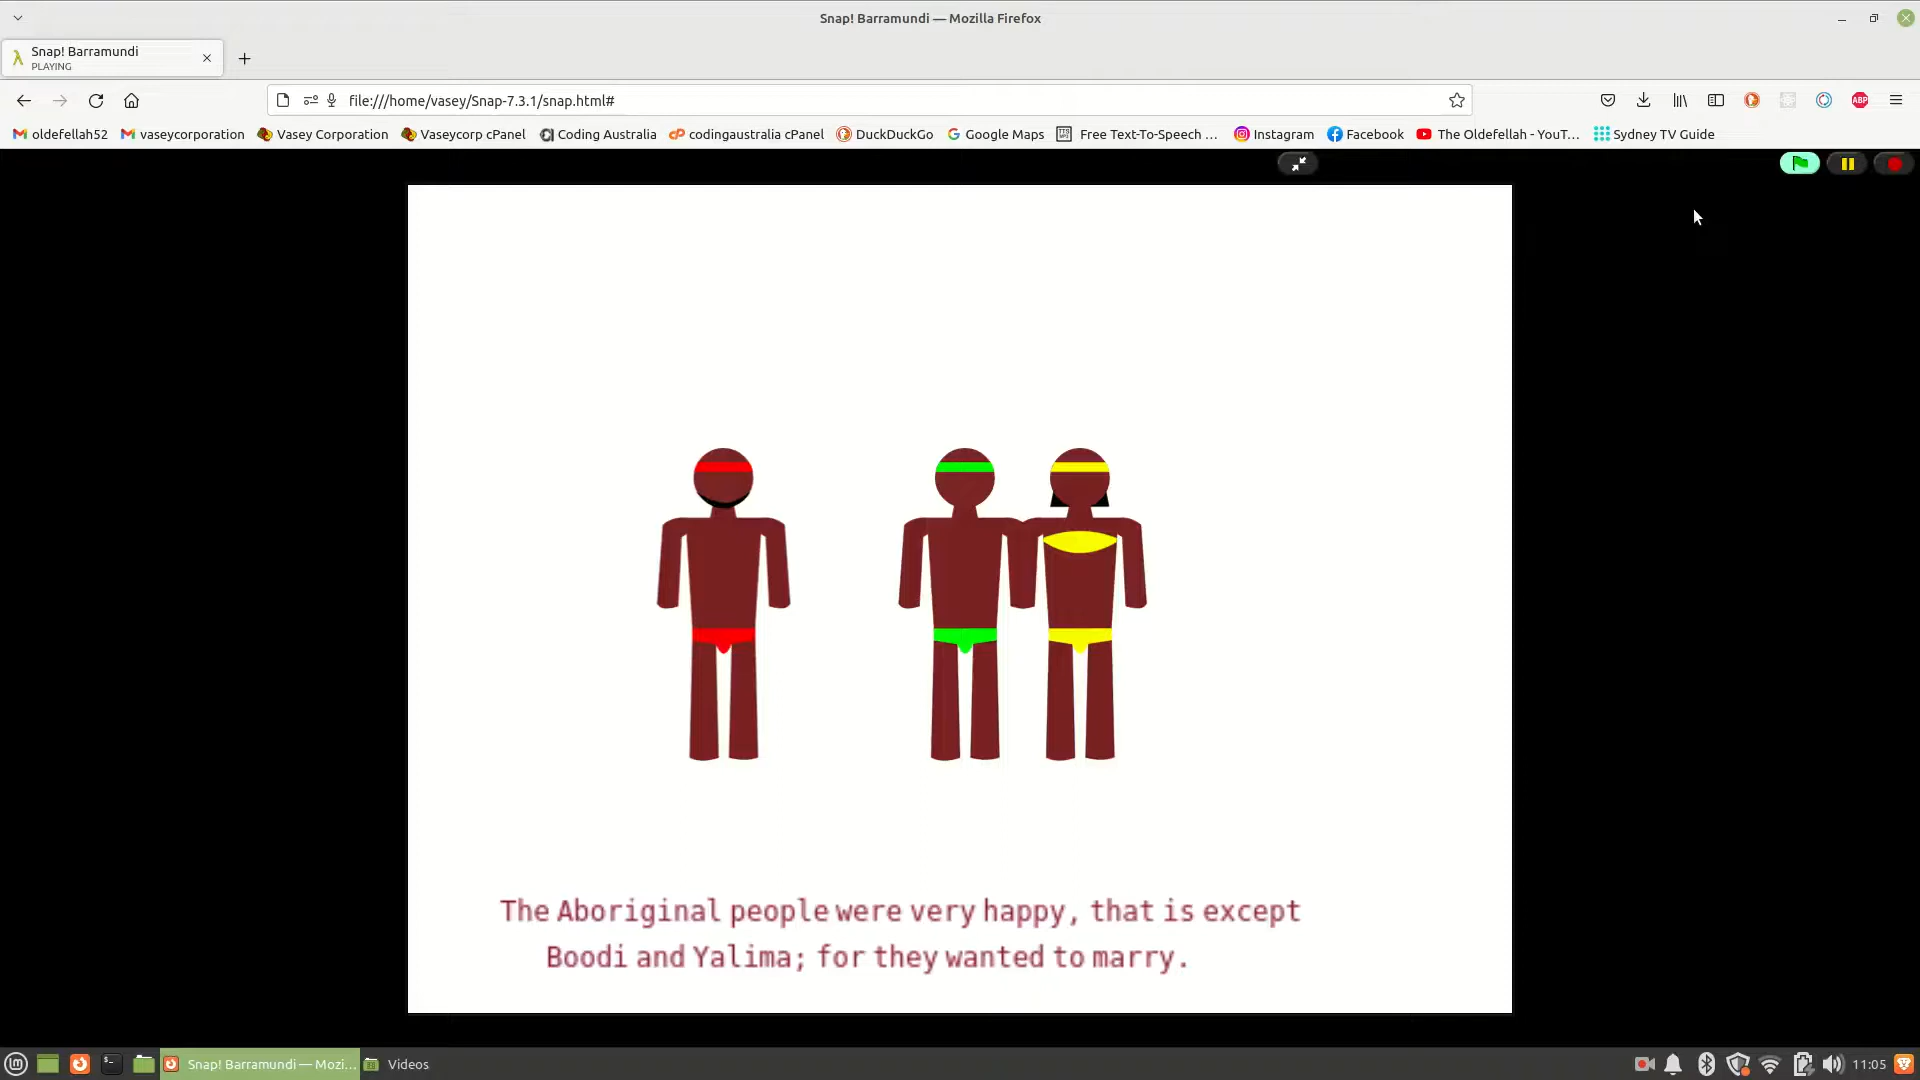 Snap! Barramundi — Mozilla Firefox
Snap! Barramundi
PLAYING
file:///home/vasey/Snap-7.3.1/snap.html#
ABP
oldefellah52 vaseycorporation Vasey Corporation Vaseycorp cPanel Coding Australia codingaustralia cPanel DuckDuckGo Google Maps Free Text-To-Speech ... Instagram Facebook The Oldefellah - YouT... Sydney TV Guide
The Aboriginal people were very happy, that is except
Boodi and Yalima; for they wanted to marry.
Snap! Barramundi — Mozi... Videos 11:05